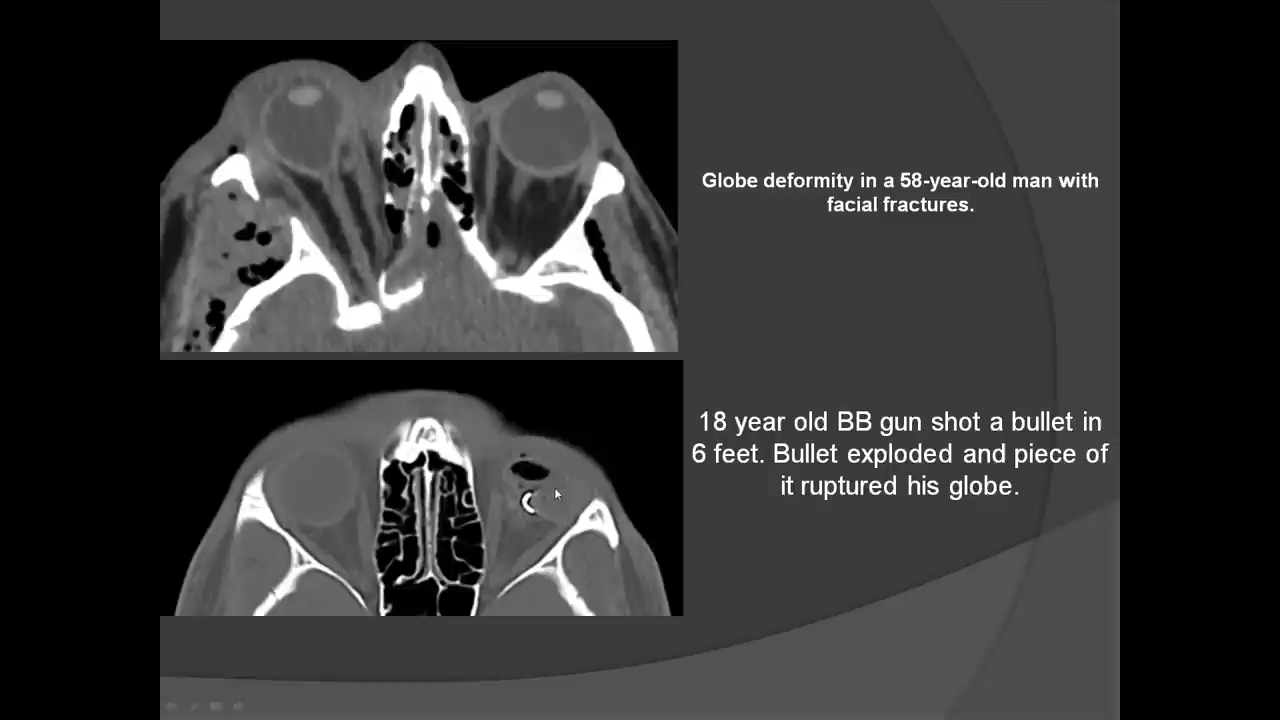 Globe deformity in a 58-year-old man with
facial fractures.
18 year old BB gun shot a bullet in
6 feet. Bullet exploded and piece of
it ruptured his globe.